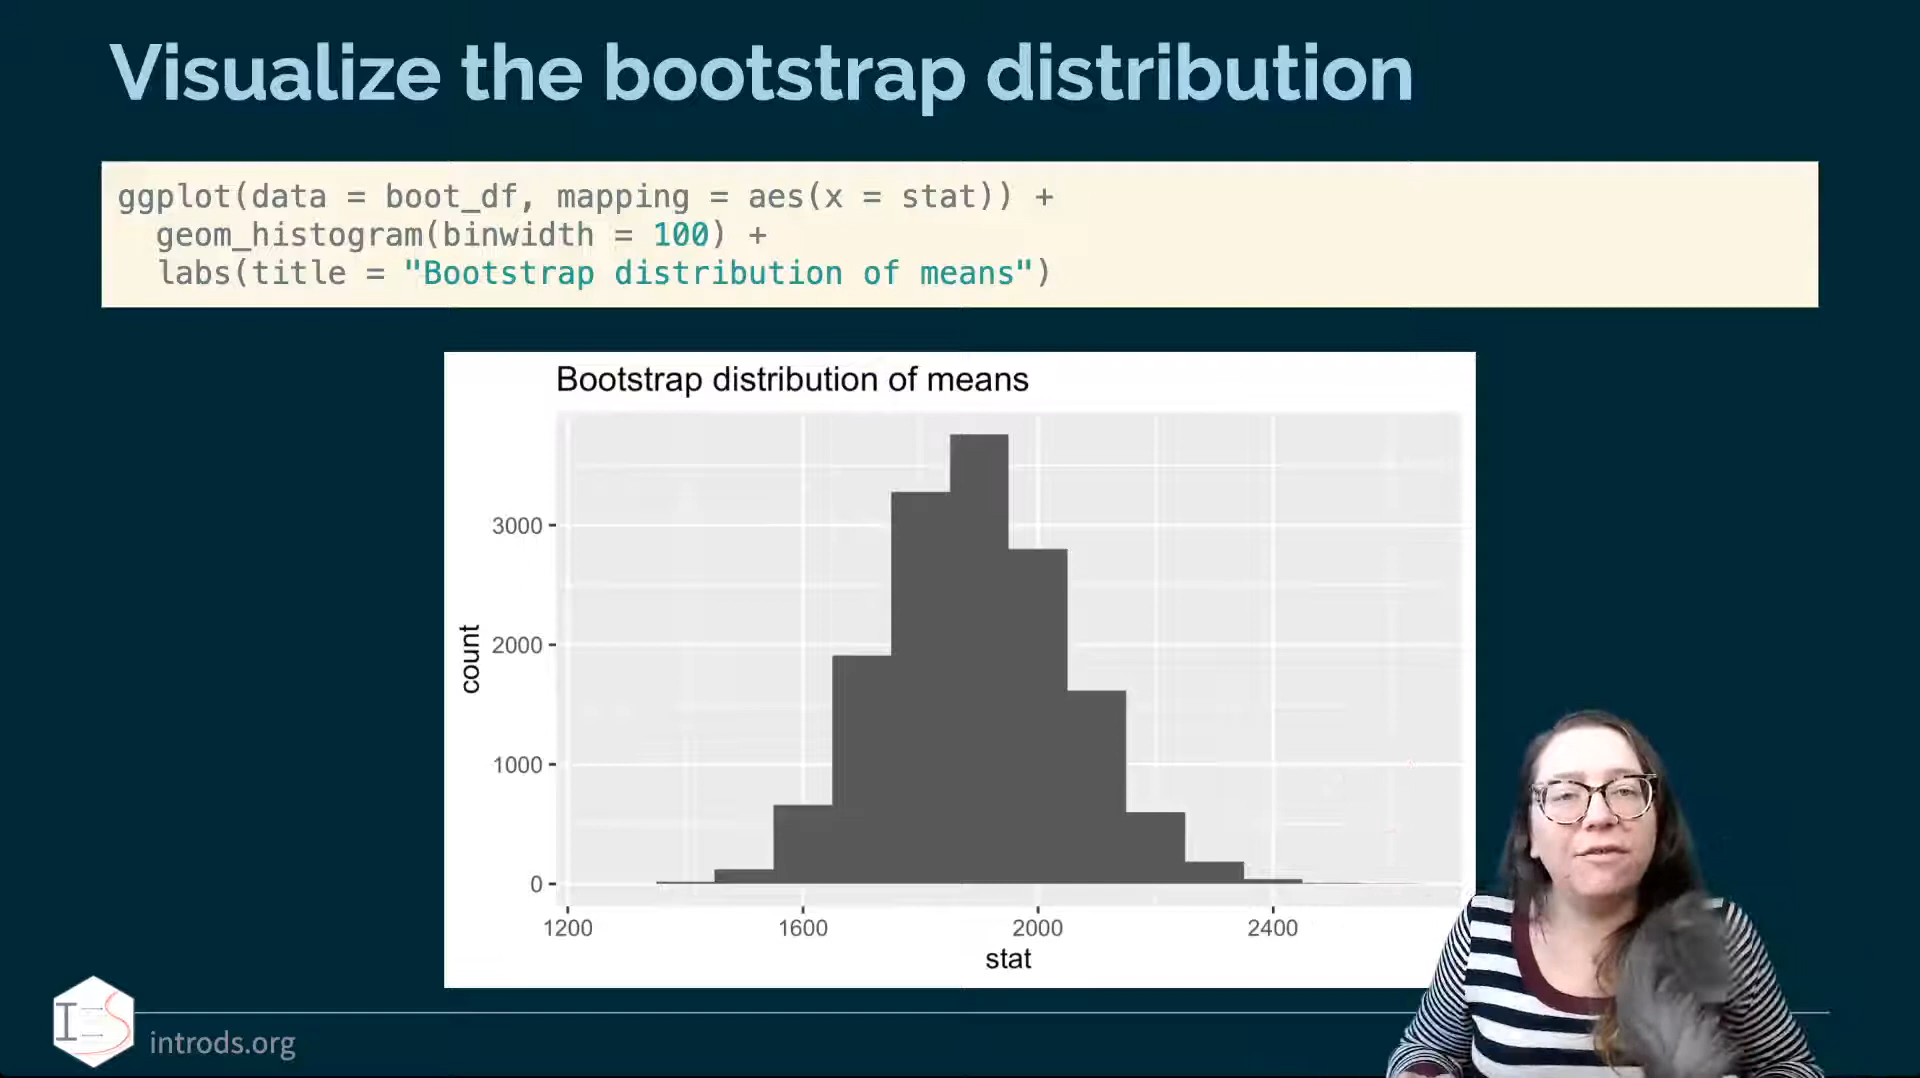 Visualize the bootstrap distribution
ggplot(data = boot_df, mapping = aes(x = stat)) +
  geom_histogram(binwidth = 100) +
  labs(title = "Bootstrap distribution of means")
Bootstrap distribution of means
3000
2000
1000
0
count
1200 1600 2000 2400
stat
introds.org